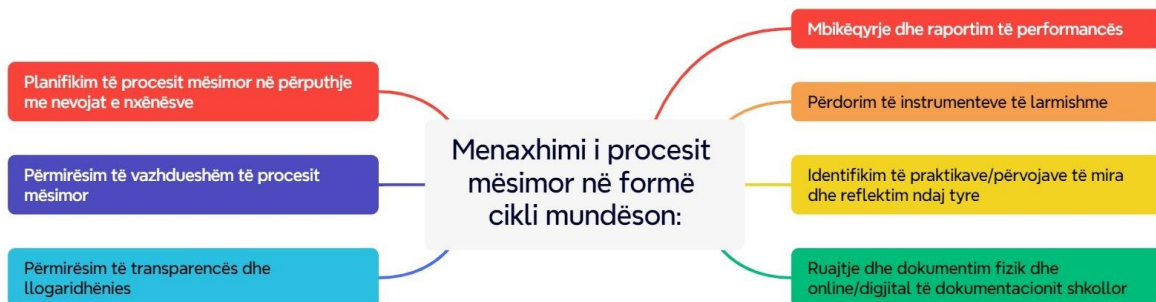 Menaxhimi i procesit
mësimor në formë
cikli mundëson:
Mbikëqyrje dhe raportim të performancës
Përdorim të instrumenteve të larmishme
Identifikim të praktikave/përvojave të mira
dhe reflektim ndaj tyre
Ruajtje dhe dokumentim fizik dhe
online/digjital të dokumentacionit shkollor
Planifikim të procesit mësimor në përputhje
me nevojat e nxënësve
Përmirësim të vazhdueshëm të procesit
mësimor
Përmirësim të transparencës dhe
llogaridhënies